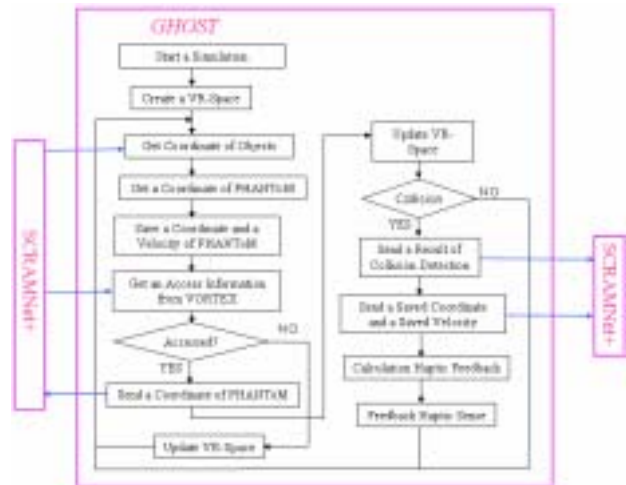 GHOST
Start a Simulation
Create a VR-Space
Get Coordinate of Objects
Get a Coordinate of PHANToM
Save a Coordinate and a
Velocity of PHANToM
Get an Access Information
from VORTEX
Accessed?
NO
YES
Send a Coordinate of PHANToM
Update VR-Space
Update VR-
Space
Collision
NO
YES
Send a Result of
Collision Detection
Send a Saved Coordinate
and a Saved Velocity
Calculation Haptic Feedback
Feedback Haptic Sense
SCRAMNet+
SCRAMNet+